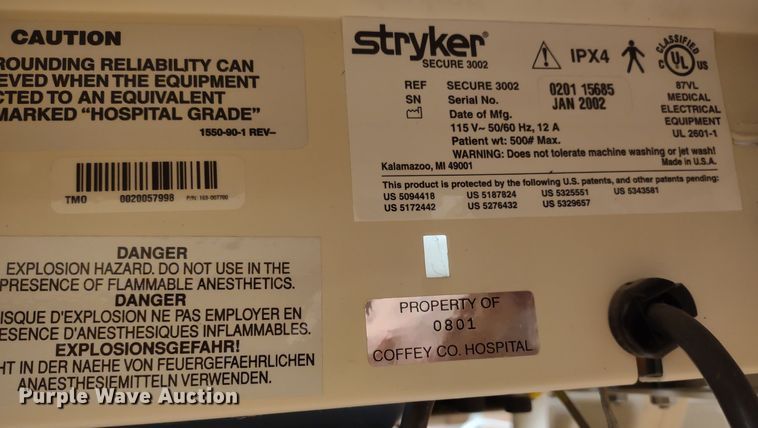 CAUTION
ROUNDING RELIABILITY CAN
EVED WHEN THE EQUIPMENT
CTED TO AN EQUIVALENT
MARKED "HOSPITAL GRADE"
1550-90-1 REV–
TMO 0020057998 P/N: 103-007700
DANGER
EXPLOSION HAZARD. DO NOT USE IN THE
PRESENCE OF FLAMMABLE ANESTHETICS.
DANGER
ISQUE D'EXPLOSION NE PAS EMPLOYER EN
ESENCE D'ANESTHESIQUES INFLAMMABLES.
EXPLOSIONSGEFAHR!
HT IN DER NAEHE VON FEUERGEFAEHRLICHEN
ANAESTHESIEMITTELN VERWENDEN.
stryker®
SECURE 3002
IPX4
CLASSIFIED
C UL US
REF SECURE 3002
SN Serial No. 0201 15685
Date of Mfg. JAN 2002
115 V~ 50/60 Hz, 12 A
Patient wt: 500# Max.
87VL
MEDICAL
ELECTRICAL
EQUIPMENT
UL 2601-1
WARNING: Does not tolerate machine washing or jet wash!
Kalamazoo, MI 49001 Made in U.S.A.
This product is protected by the following U.S. patents, and other patents pending:
US 5094418 US 5187824 US 5325551 US 5343581
US 5172442 US 5276432 US 5329657
PROPERTY OF
0801
COFFEY CO. HOSPITAL
Purple Wave Auction